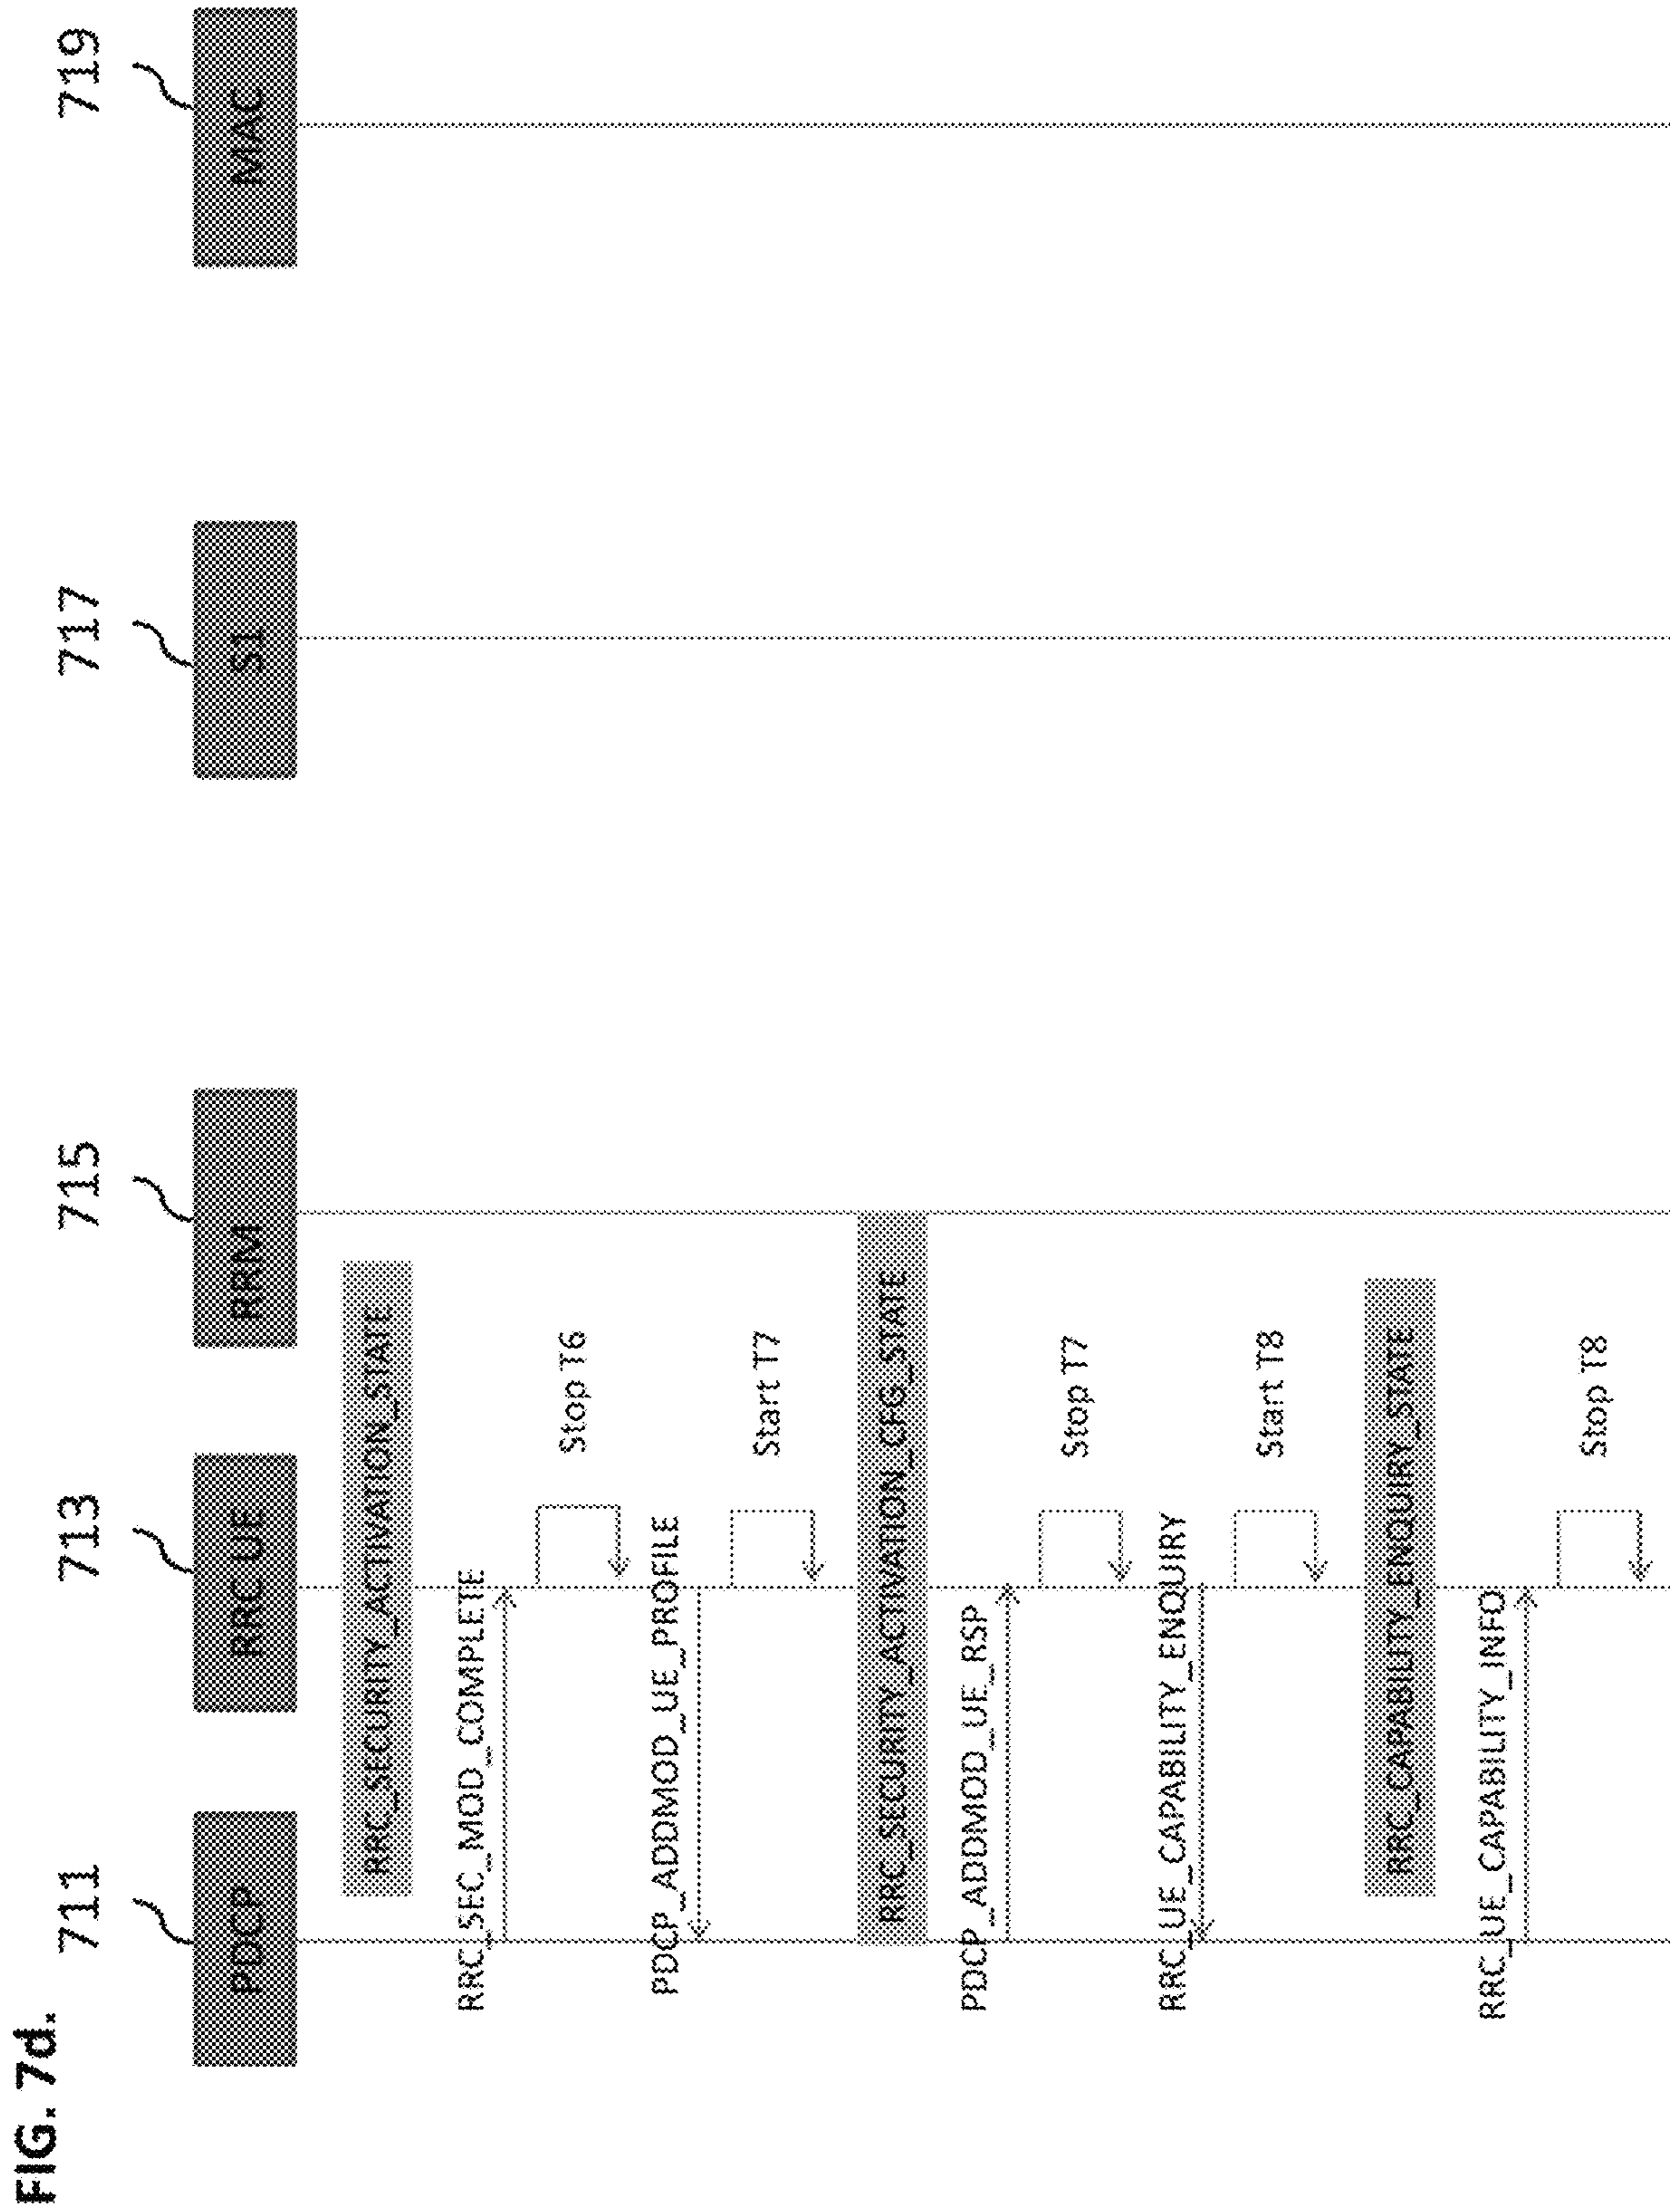 FIG. 7d.
711
713
715
717
719
PDCP
RRC UE
RRM
S1
MAC
RRC_SECURITY_ACTIVATION_STATE
RRC_SEC_MOD_COMPLETE
Stop T6
PDCP_ADDMOD_UE_PROFILE
Start T7
RRC_SECURITY_ACTIVATION_CFG_STATE
PDCP_ADDMOD_UE_RSP
Stop T7
RRC_UE_CAPABILITY_ENQUIRY
Start T8
RRC_CAPABILITY_ENQUIRY_STATE
RRC_UE_CAPABILITY_INFO
Stop T8